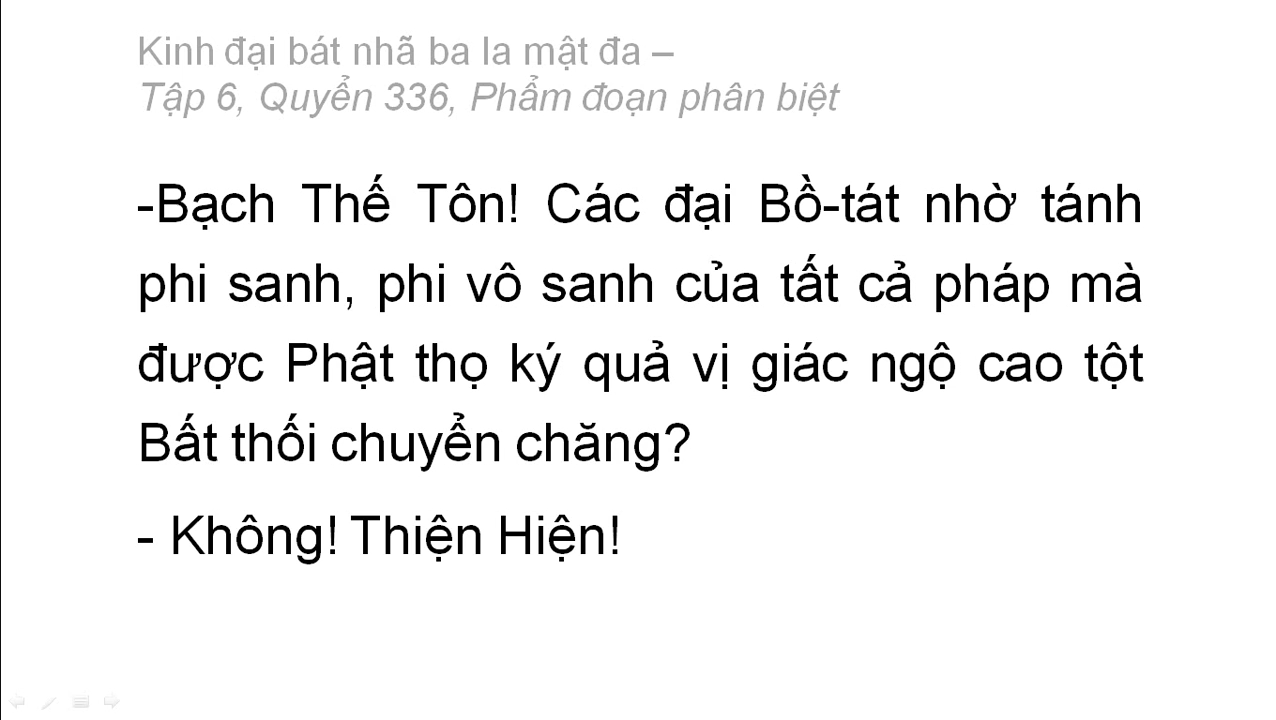 Kinh đại bát nhã ba la mật đa –
Tập 6, Quyển 336, Phẩm đoạn phân biệt
-Bạch Thế Tôn! Các đại Bồ-tát nhờ tánh
phi sanh, phi vô sanh của tất cả pháp mà
được Phật thọ ký quả vị giác ngộ cao tột
Bất thối chuyển chăng?
- Không! Thiện Hiện!